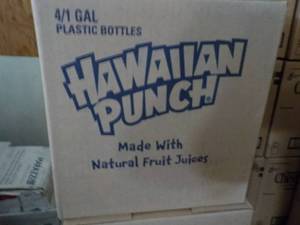 4/1 GAL
PLASTIC BOTTLES
HAWAIIAN
PUNCH
Made With
Natural Fruit Juices